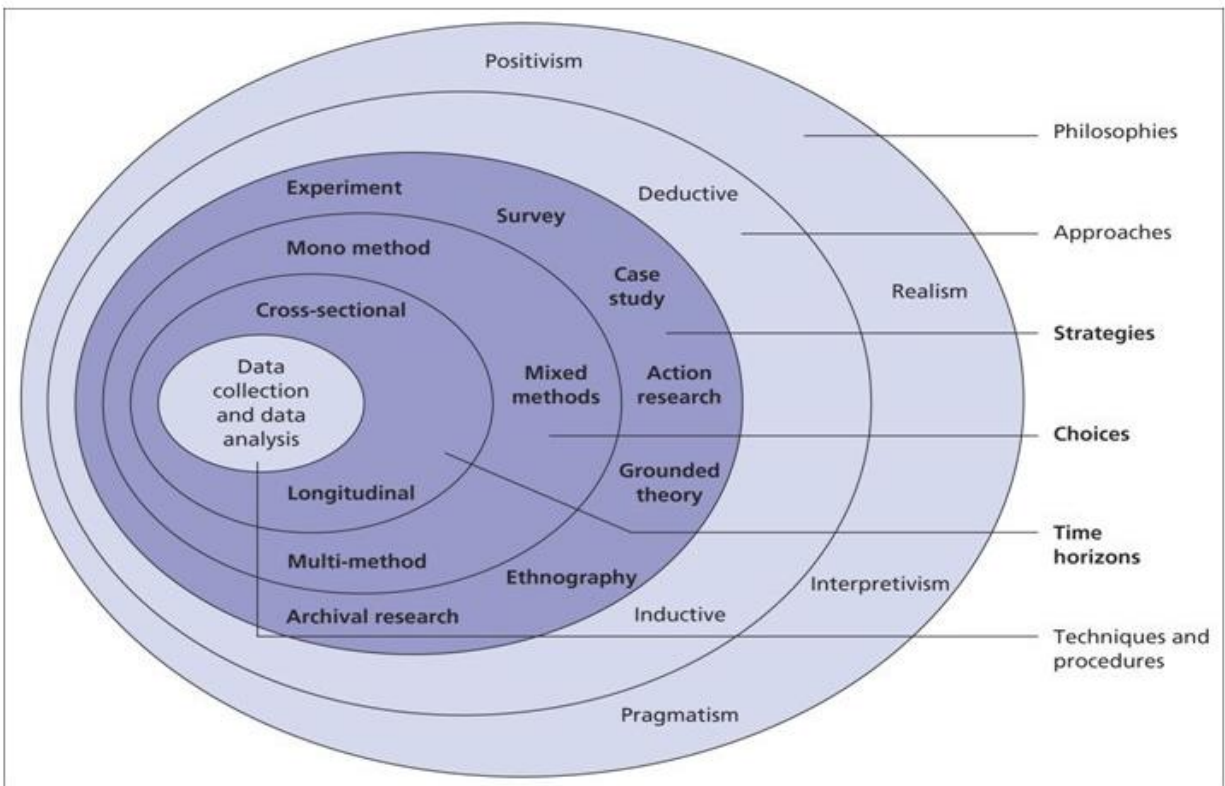 Positivism
Philosophies
Experiment
Deductive
Survey
Approaches
Mono method
Case
study
Realism
Cross-sectional
Strategies
Data
collection
and data
analysis
Mixed
methods
Action
research
Choices
Grounded
theory
Longitudinal
Time
horizons
Multi-method
Ethnography
Interpretivism
Archival research
Inductive
Techniques and
procedures
Pragmatism